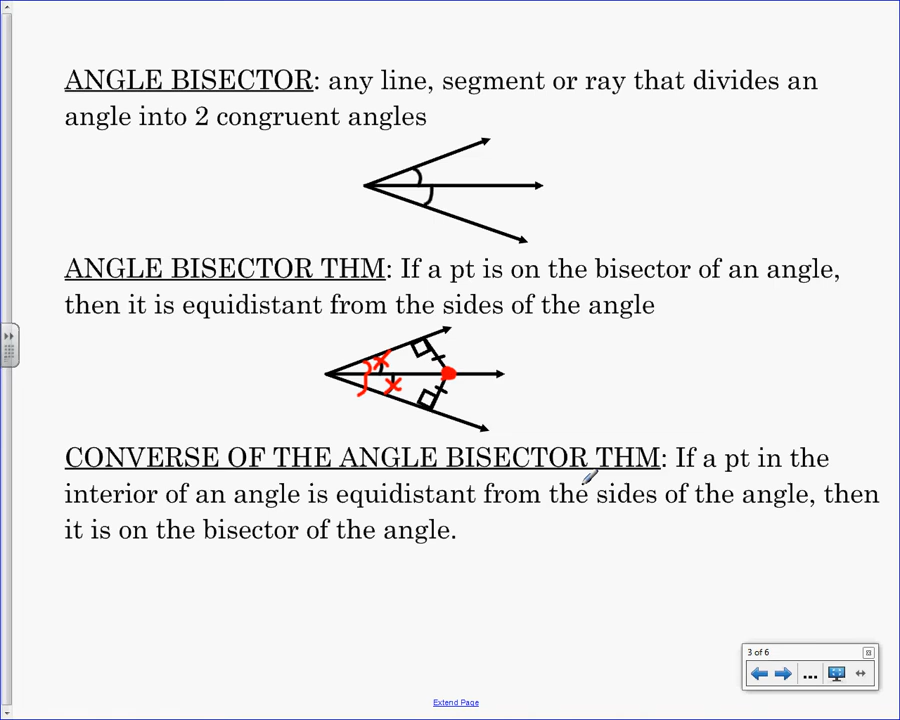 ANGLE BISECTOR: any line, segment or ray that divides an
angle into 2 congruent angles
ANGLE BISECTOR THM: If a pt is on the bisector of an angle,
then it is equidistant from the sides of the angle
x
x
CONVERSE OF THE ANGLE BISECTOR THM: If a pt in the
interior of an angle is equidistant from the sides of the angle, then
it is on the bisector of the angle.
3 of 6
...
Extend Page